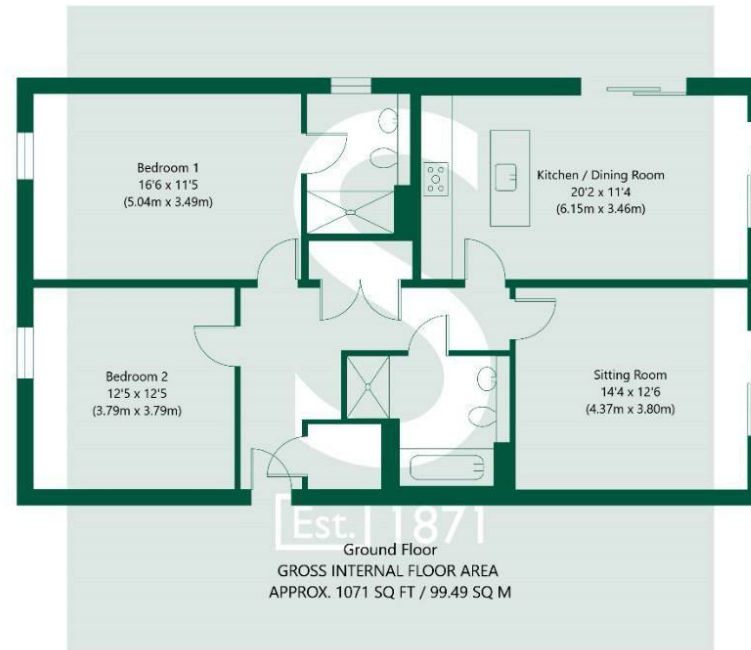 Bedroom 1
16'6 x 11'5
(5.04m x 3.49m)
Kitchen / Dining Room
20'2 x 11'4
(6.15m x 3.46m)
Bedroom 2
12'5 x 12'5
(3.79m x 3.79m)
Sitting Room
14'4 x 12'6
(4.37m x 3.80m)
S
Est. 1871
Ground Floor
GROSS INTERNAL FLOOR AREA
APPROX. 1071 SQ FT / 99.49 SQ M